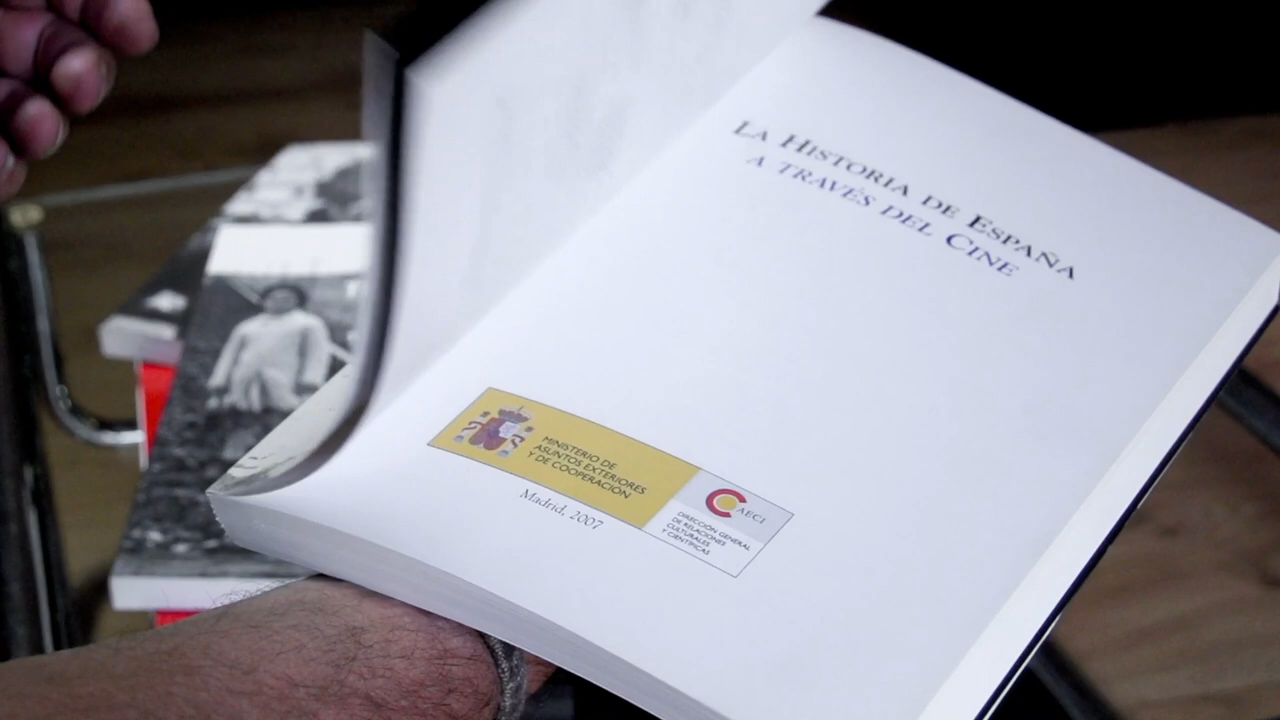 LA HISTORIA DE ESPAÑA
A TRAVÉS DEL CINE
MINISTERIO DE
ASUNTOS EXTERIORES
Y DE COOPERACIÓN
AECI
DIRECCIÓN GENERAL
DE RELACIONES
CULTURALES
Y CIENTÍFICAS
Madrid, 2007